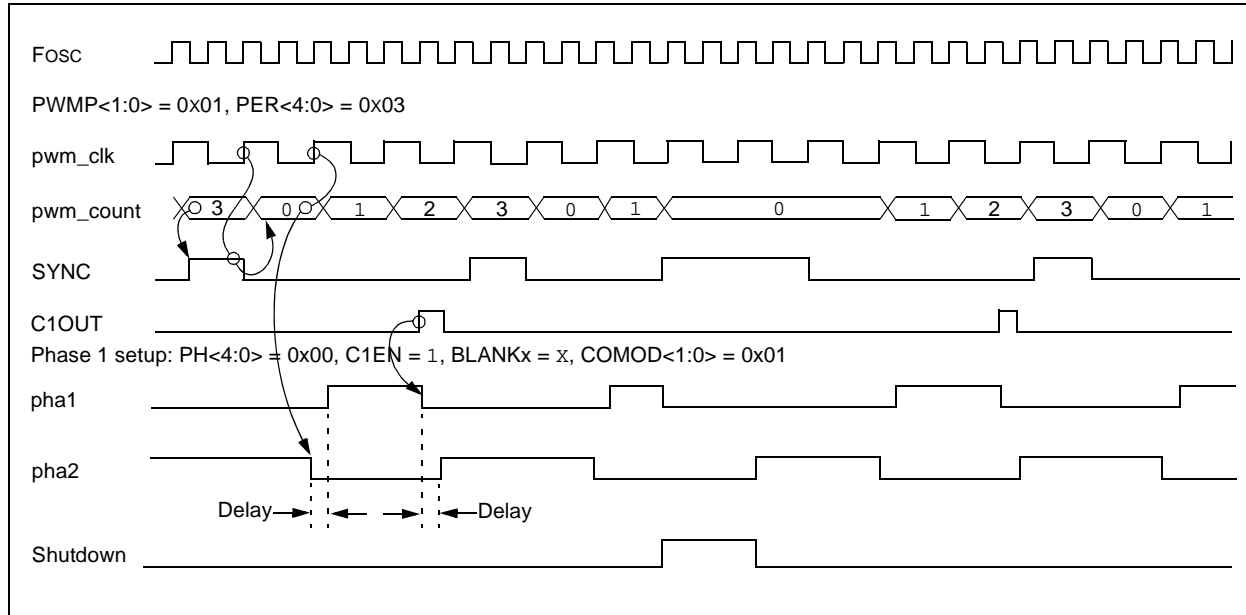 FOSC
PWMP<1:0> = 0x01, PER<4:0> = 0x03
pwm_clk
pwm_count 3 0 1 2 3 0 1 0 1 2 3 0 1
SYNC
C1OUT
Phase 1 setup: PH<4:0> = 0x00, C1EN = 1, BLANKx = X, COMOD<1:0> = 0x01
pha1
pha2
Delay Delay
Shutdown